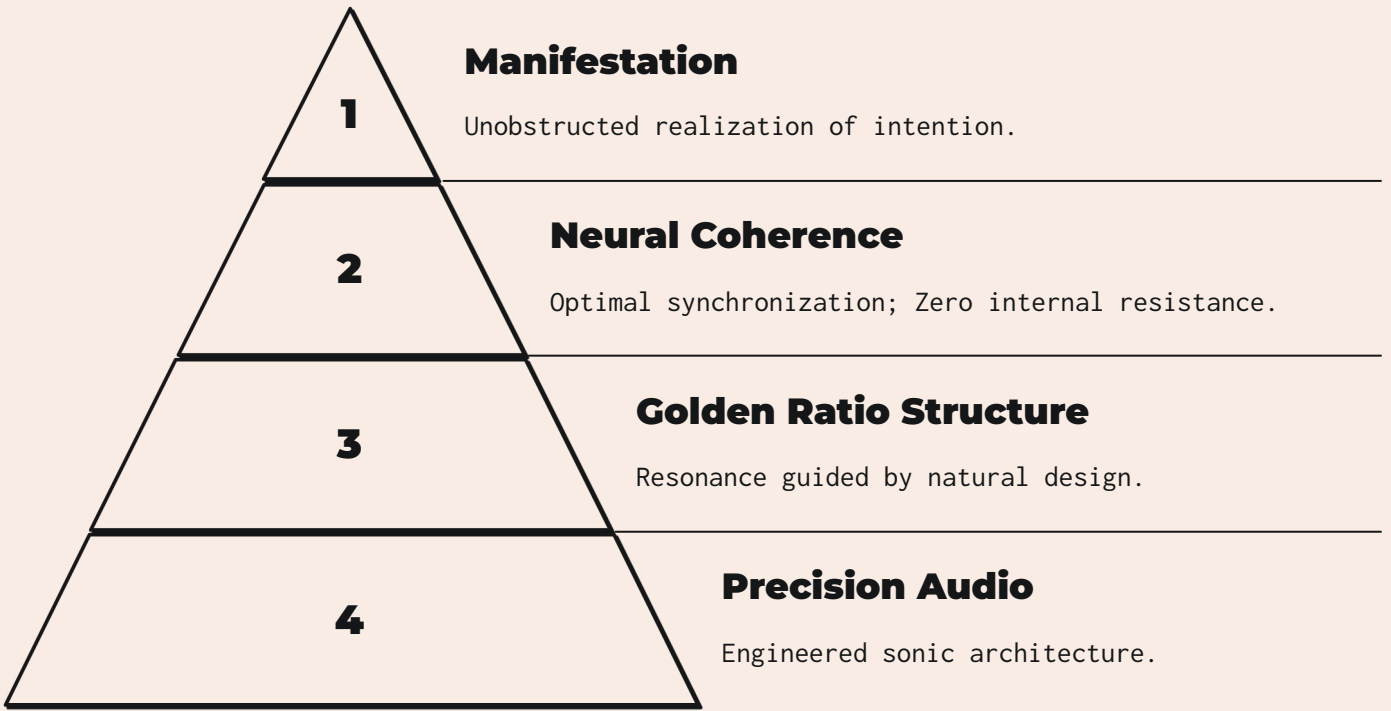 1
Manifestation
Unobstructed realization of intention.
2
Neural Coherence
Optimal synchronization; Zero internal resistance.
3
Golden Ratio Structure
Resonance guided by natural design.
4
Precision Audio
Engineered sonic architecture.